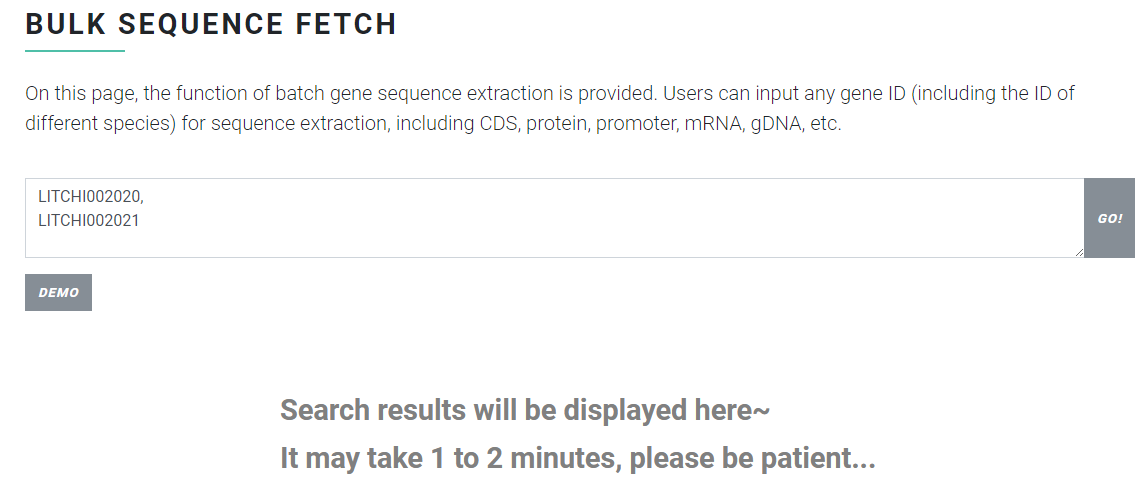 BULK SEQUENCE FETCH
On this page, the function of batch gene sequence extraction is provided. Users can input any gene ID (including the ID of
different species) for sequence extraction, including CDS, protein, promoter, mRNA, gDNA, etc.
LITCHI002020,
LITCHI002021
GO!
DEMO
Search results will be displayed here~
It may take 1 to 2 minutes, please be patient...